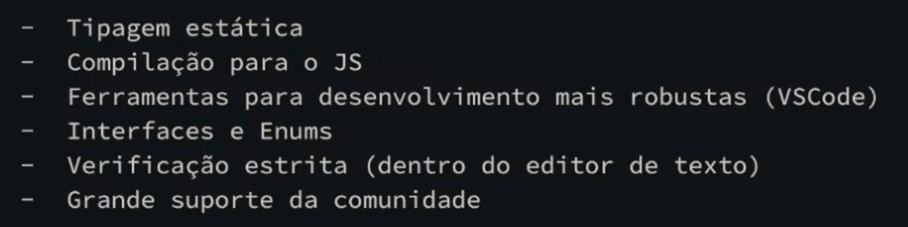 - Tipagem estática
- Compilação para o JS
- Ferramentas para desenvolvimento mais robustas (VSCode)
- Interfaces e Enums
- Verificação estrita (dentro do editor de texto)
- Grande suporte da comunidade